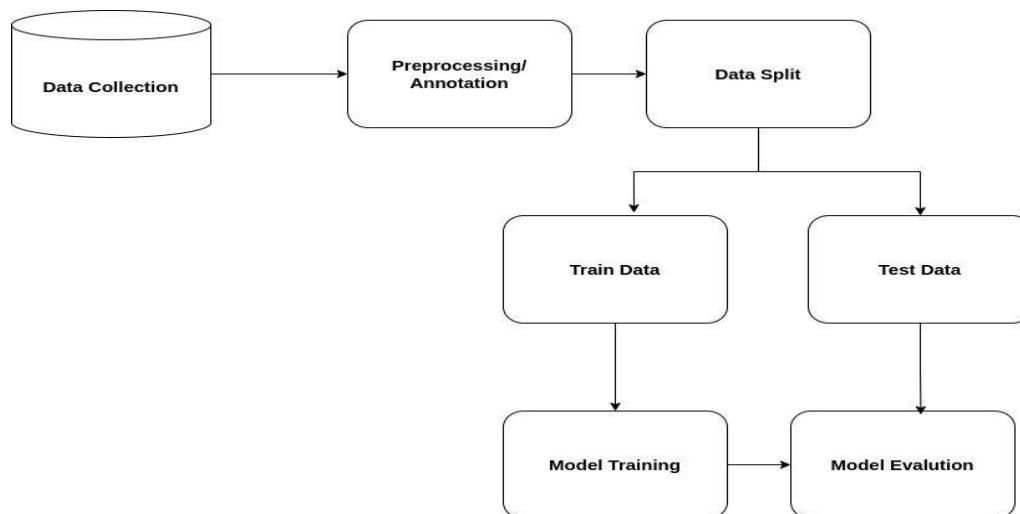 Data Collection
Preprocessing/
Annotation
Data Split
Train Data
Test Data
Model Training
Model Evalution